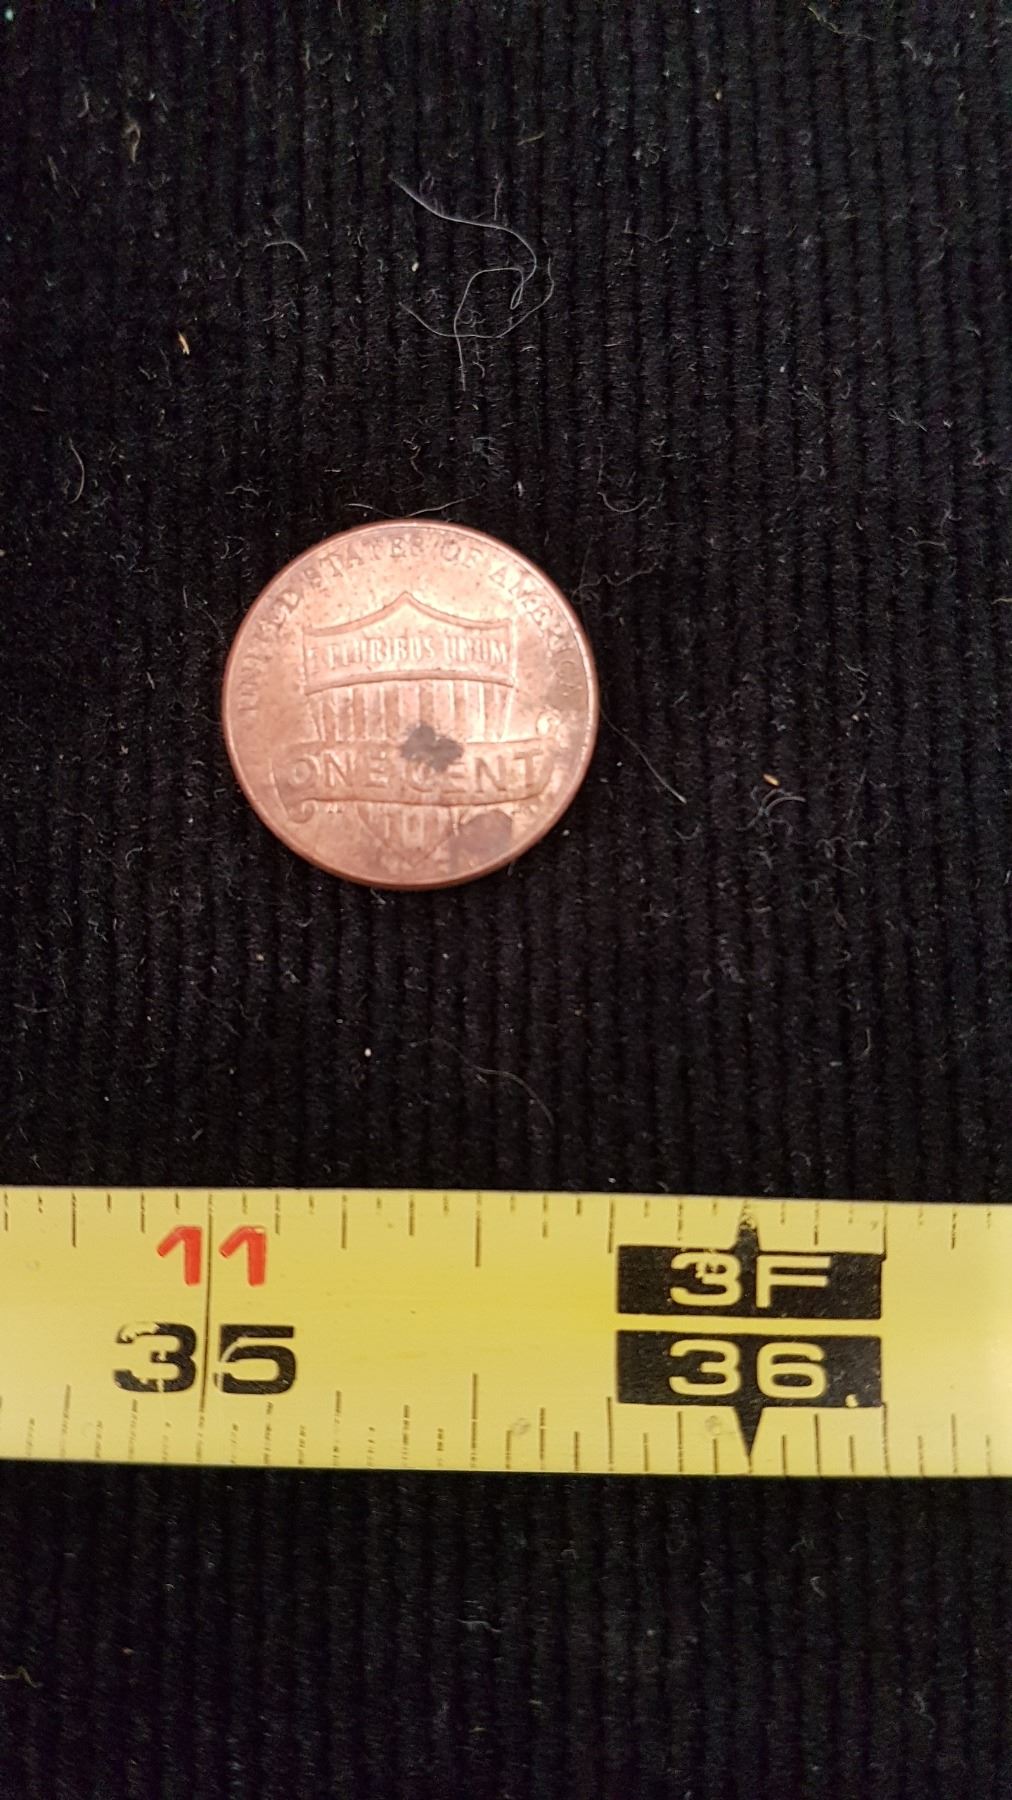 UNITED STATES OF AMERICA
E PLURIBUS UNUM
ONE CENT
11
3F
35
36